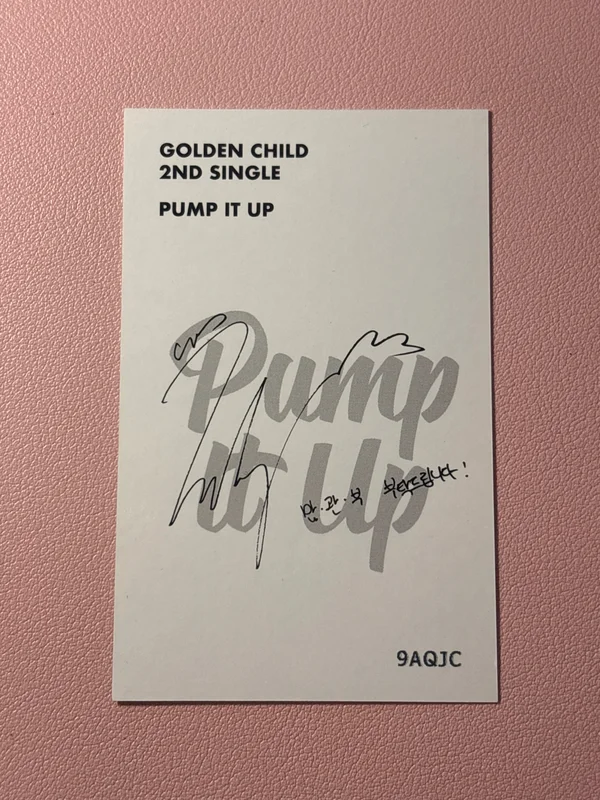 GOLDEN CHILD
2ND SINGLE
PUMP IT UP
Pump
It Up
많·관·부 부탁드립니다!
9AQJC